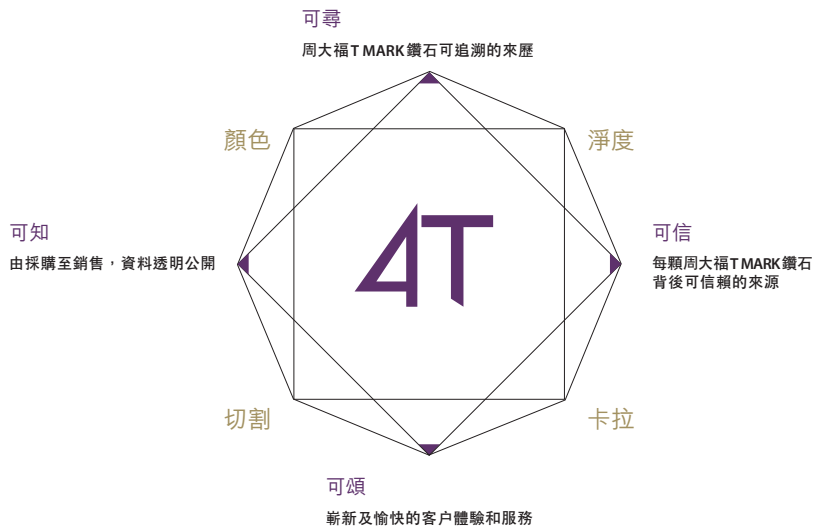 可尋
周大福T MARK鑽石可追溯的來歷
顏色
淨度
4T
可知
由採購至銷售，資料透明公開
可信
每顆周大福T MARK鑽石
背後可信賴的來源
切割
卡拉
可頌
嶄新及愉快的客户體驗和服務